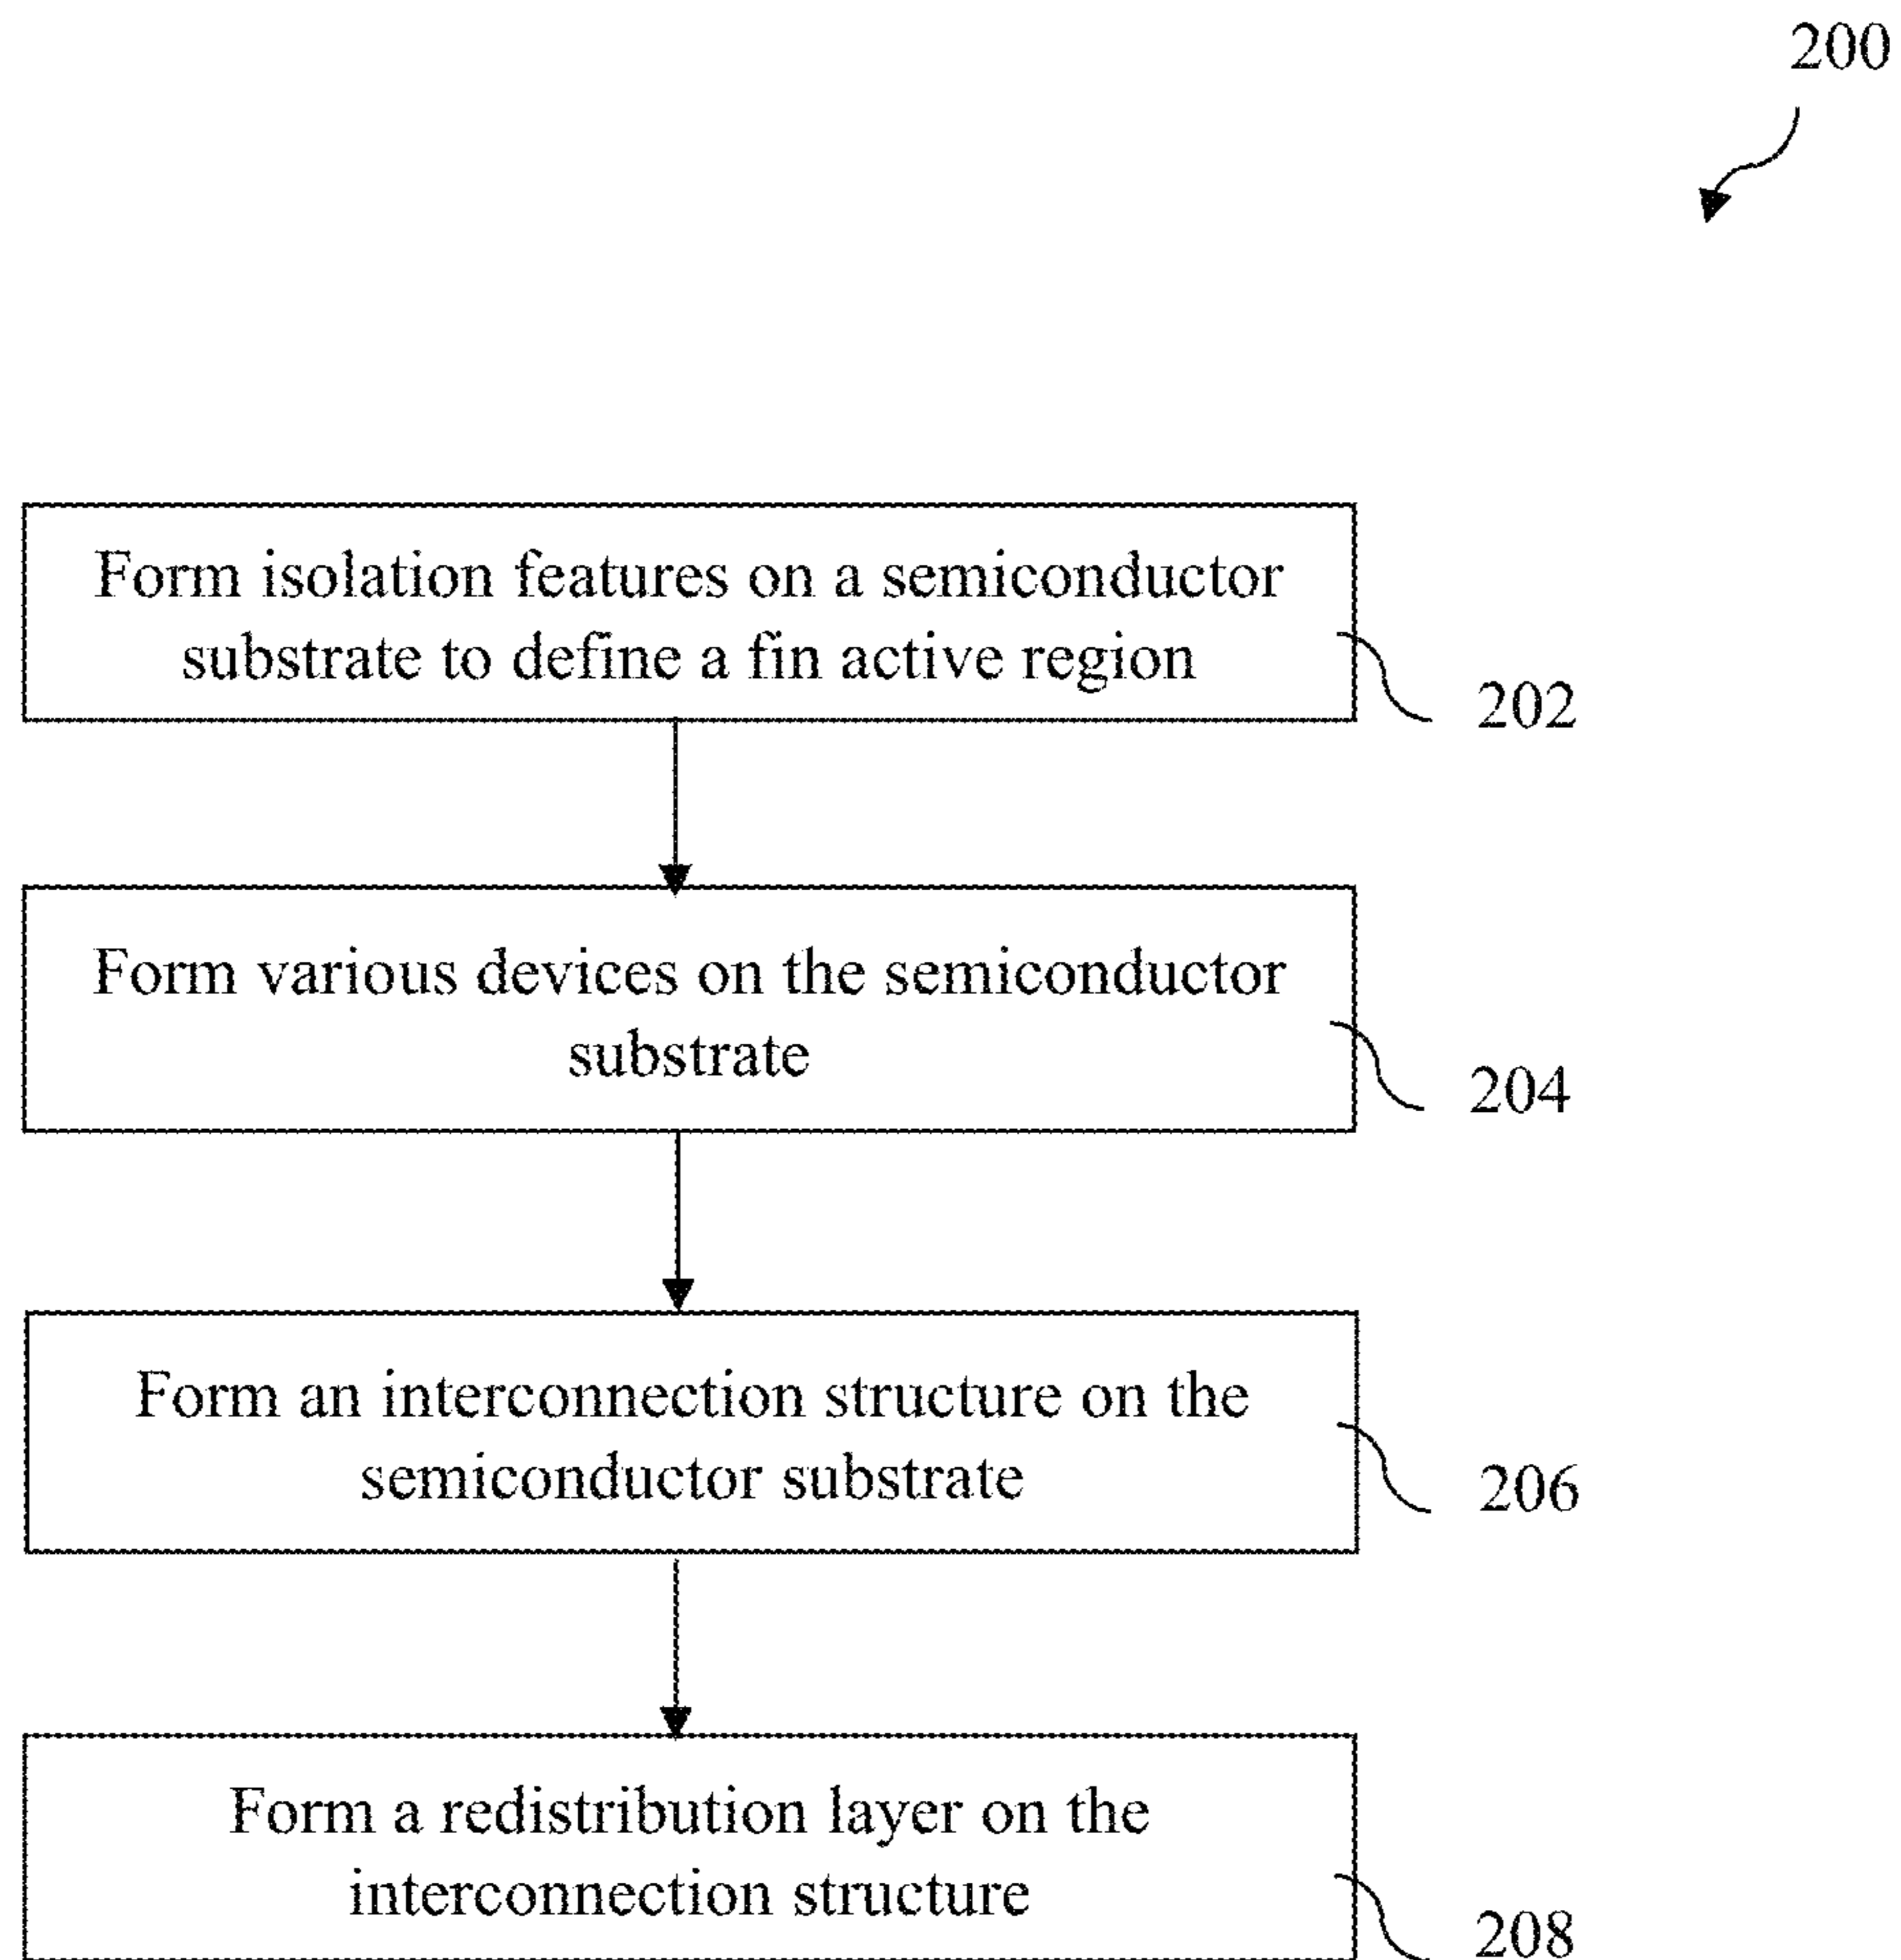 200
Form isolation features on a semiconductor
substrate to define a fin active region
202
Form various devices on the semiconductor
substrate
204
Form an interconnection structure on the
semiconductor substrate
206
Form a redistribution layer on the
interconnection structure
208